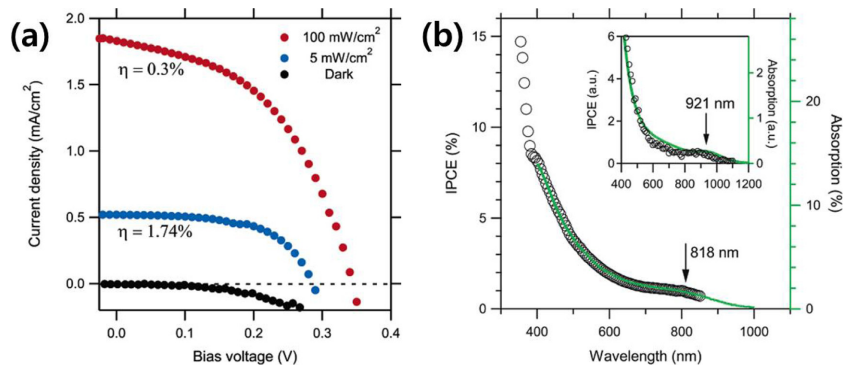 (a)
100 mW/cm²
5 mW/cm²
Dark
η = 0.3%
η = 1.74%
2.0
1.5
1.0
0.5
0.0
Current density (mA/cm²)
0.0 0.1 0.2 0.3 0.4
Bias voltage (V)
(b)
15
10
5
0
IPCE (%)
400 600 800 1000
Wavelength (nm)
20
10
0
Absorption (%)
818 nm
6
4
2
0
IPCE (a.u.)
400 600 800 1000 1200
2
1
0
Absorption (a.u.)
921 nm